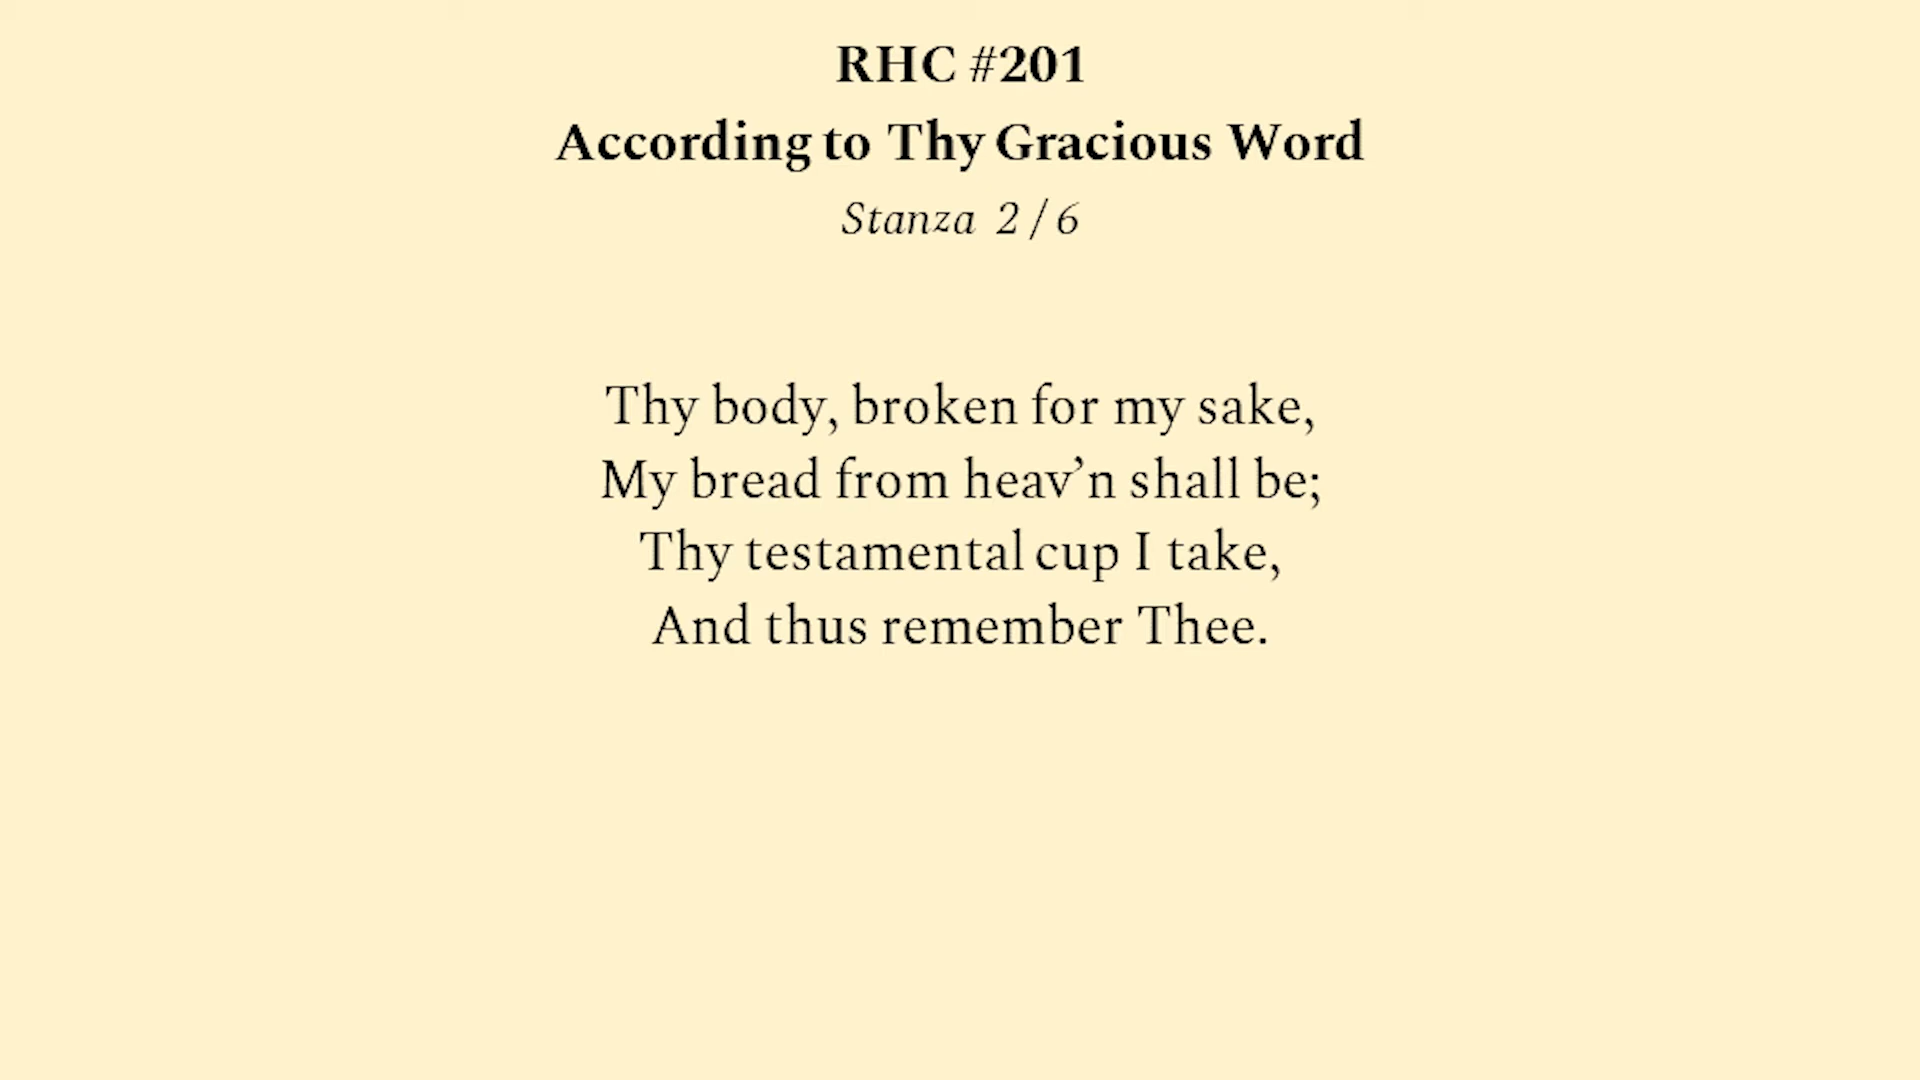 RHC #201
According to Thy Gracious Word
Stanza 2 / 6
Thy body, broken for my sake,
My bread from heav’n shall be;
Thy testamental cup I take,
And thus remember Thee.